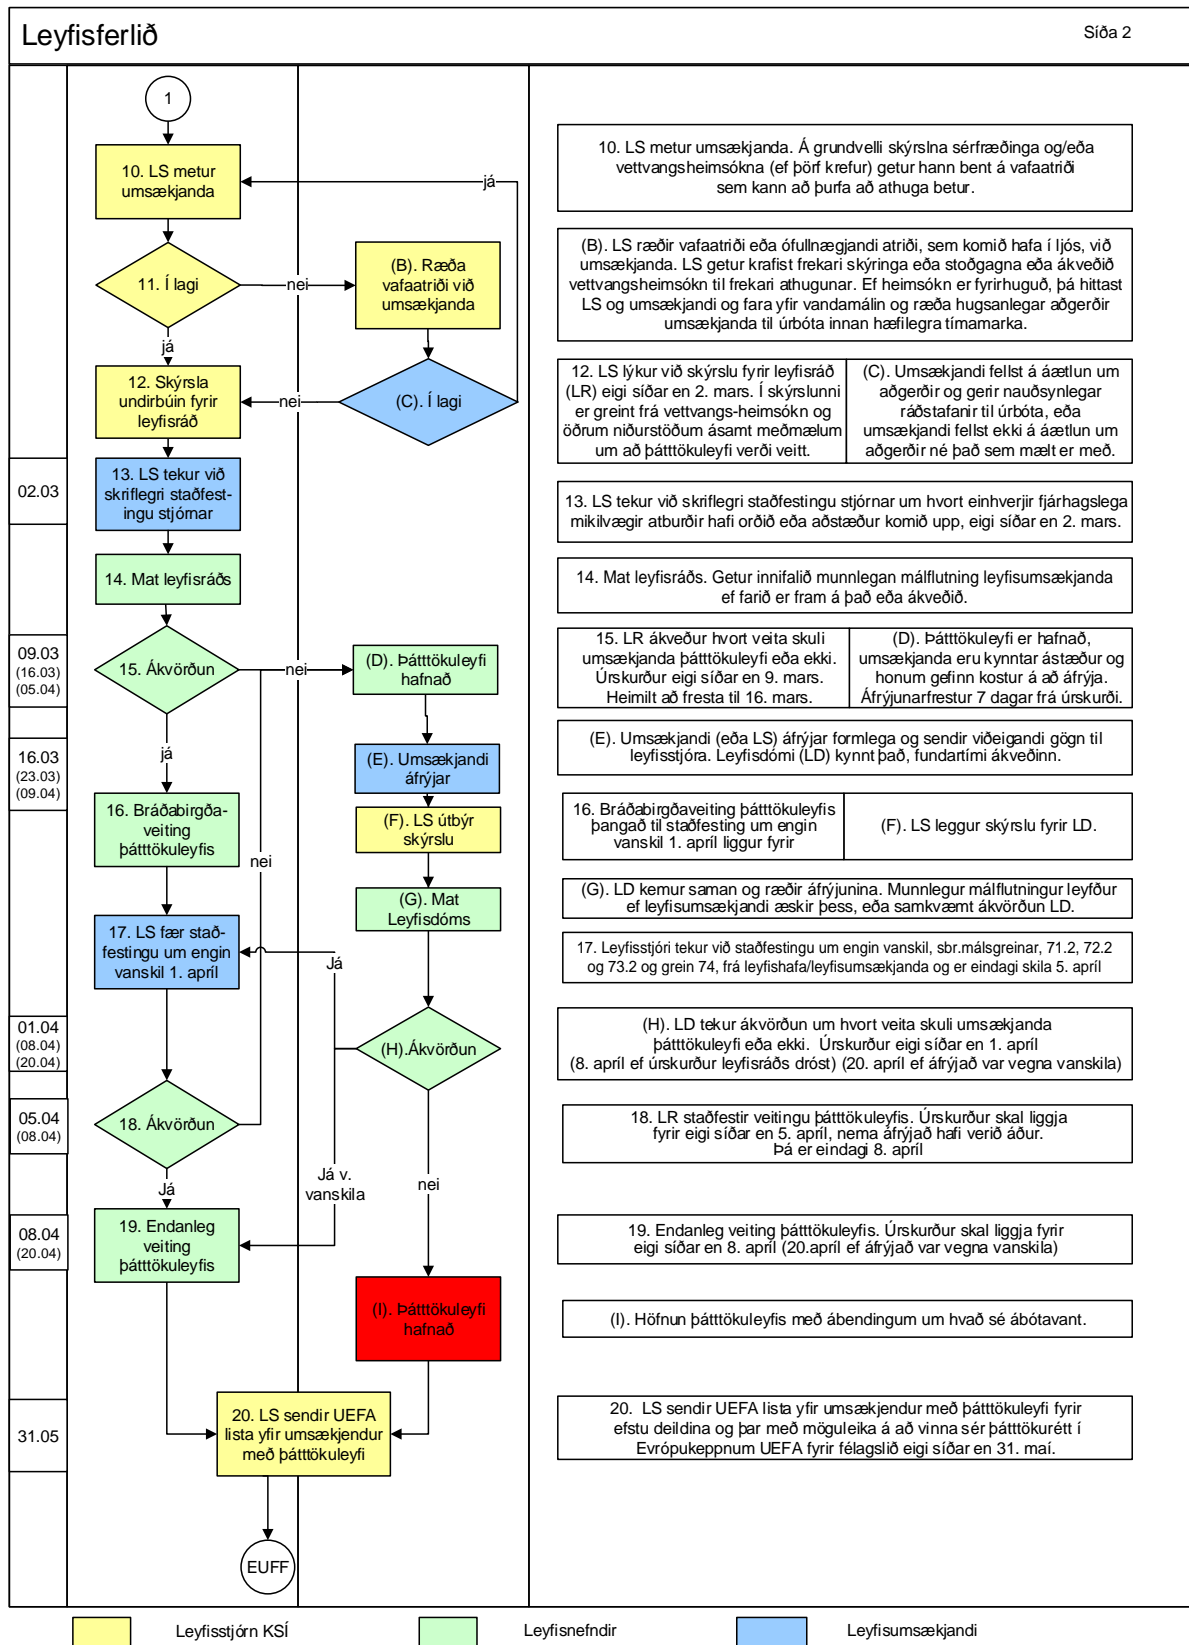 Leyfisferlið
Síða 2
1
10. LS metur
umsækjanda
já
11. Í lagi
nei
(B). Ræða
vafaatriði við
umsækjanda
já
12. Skýrsla
undirbúin fyrir
leyfisráð
nei
(C). Í lagi
02.03
13. LS tekur við
skriflegri staðfest-
ingu stjórnar
14. Mat leyfisráðs
09.03
(16.03)
(05.04)
15. Ákvörðun
nei
(D). Þátttökuleyfi
hafnað
16.03
(23.03)
(09.04)
já
(E). Umsækjandi
áfrýjar
16. Bráðabirgða-
veiting
þátttökuleyfis
nei
(F). LS útbýr
skýrslu
(G). Mat
Leyfisdóms
17. LS fær stað-
festingu um engin
vanskil 1. apríl
Já
01.04
(08.04)
(20.04)
(H).Ákvörðun
05.04
(08.04)
18. Ákvörðun
Já
Já v.
vanskila
nei
08.04
(20.04)
19. Endanleg
veiting
þátttökuleyfis
(I). Þátttökuleyfi
hafnað
31.05
20. LS sendir UEFA
lista yfir umsækjendur
með þátttökuleyfi
EUFF
10. LS metur umsækjanda. Á grundvelli skýrslna sérfræðinga og/eða
vettvangsheimsókna (ef þörf krefur) getur hann bent á vafaatriði
sem kann að þurfa að athuga betur.
(B). LS ræðir vafaatriði eða ófullnægjandi atriði, sem komið hafa í ljós, við
umsækjanda. LS getur krafist frekari skýringa eða stoðgagna eða ákveðið
vettvangsheimsókn til frekari athugunar. Ef heimsókn er fyrirhuguð, þá hittast
LS og umsækjandi og fara yfir vandamálin og ræða hugsanlegar aðgerðir
umsækjanda til úrbóta innan hæfilegra tímamarka.
12. LS lýkur við skýrslu fyrir leyfisráð
(LR) eigi síðar en 2. mars. Í skýrslunni
er greint frá vettvangs-heimsókn og
öðrum niðurstöðum ásamt meðmælum
um að þátttökuleyfi verði veitt.
(C). Umsækjandi fellst á áætlun um
aðgerðir og gerir nauðsynlegar
ráðstafanir til úrbóta, eða
umsækjandi fellst ekki á áætlun um
aðgerðir né það sem mælt er með.
13. LS tekur við skriflegri staðfestingu stjórnar um hvort einhverjir fjárhagslega
mikilvægir atburðir hafi orðið eða aðstæður komið upp, eigi síðar en 2. mars.
14. Mat leyfisráðs. Getur innifalið munnlegan málflutning leyfisumsækjanda
ef farið er fram á það eða ákveðið.
15. LR ákveður hvort veita skuli
umsækjanda þátttökuleyfi eða ekki.
Úrskurður eigi síðar en 9. mars.
Heimilt að fresta til 16. mars.
(D). Þátttökuleyfi er hafnað,
umsækjanda eru kynntar ástæður og
honum gefinn kostur á að áfrýja.
Áfrýjunarfrestur 7 dagar frá úrskurði.
(E). Umsækjandi (eða LS) áfrýjar formlega og sendir viðeigandi gögn til
leyfisstjóra. Leyfisdómi (LD) kynnt það, fundartími ákveðinn.
16. Bráðabirgðaveiting þátttökuleyfis
þangað til staðfesting um engin
vanskil 1. apríl liggur fyrir
(F). LS leggur skýrslu fyrir LD.
(G). LD kemur saman og ræðir áfrýjunina. Munnlegur málflutningur leyfður
ef leyfisumsækjandi æskir þess, eða samkvæmt ákvörðun LD.
17. Leyfisstjóri tekur við staðfestingu um engin vanskil, sbr.málsgreinar, 71.2, 72.2
og 73.2 og grein 74, frá leyfishafa/leyfisumsækjanda og er eindagi skila 5. apríl
(H). LD tekur ákvörðun um hvort veita skuli umsækjanda
þátttökuleyfi eða ekki. Úrskurður eigi síðar en 1. apríl
(8. apríl ef úrskurður leyfisráðs dróst) (20. apríl ef áfrýjað var vegna vanskila)
18. LR staðfestir veitingu þátttökuleyfis. Úrskurður skal liggja
fyrir eigi síðar en 5. apríl, nema áfrýjað hafi verið áður.
Þá er eindagi 8. apríl
19. Endanleg veiting þátttökuleyfis. Úrskurður skal liggja fyrir
eigi síðar en 8. apríl (20.apríl ef áfrýjað var vegna vanskila)
(I). Höfnun þátttökuleyfis með ábendingum um hvað sé ábótavant.
20. LS sendir UEFA lista yfir umsækjendur með þátttökuleyfi fyrir
efstu deildina og þar með möguleika á að vinna sér þátttökurétt í
Evrópukeppnum UEFA fyrir félagslið eigi síðar en 31. maí.
Leyfisstjórn KSÍ
Leyfisnefndir
Leyfisumsækjandi